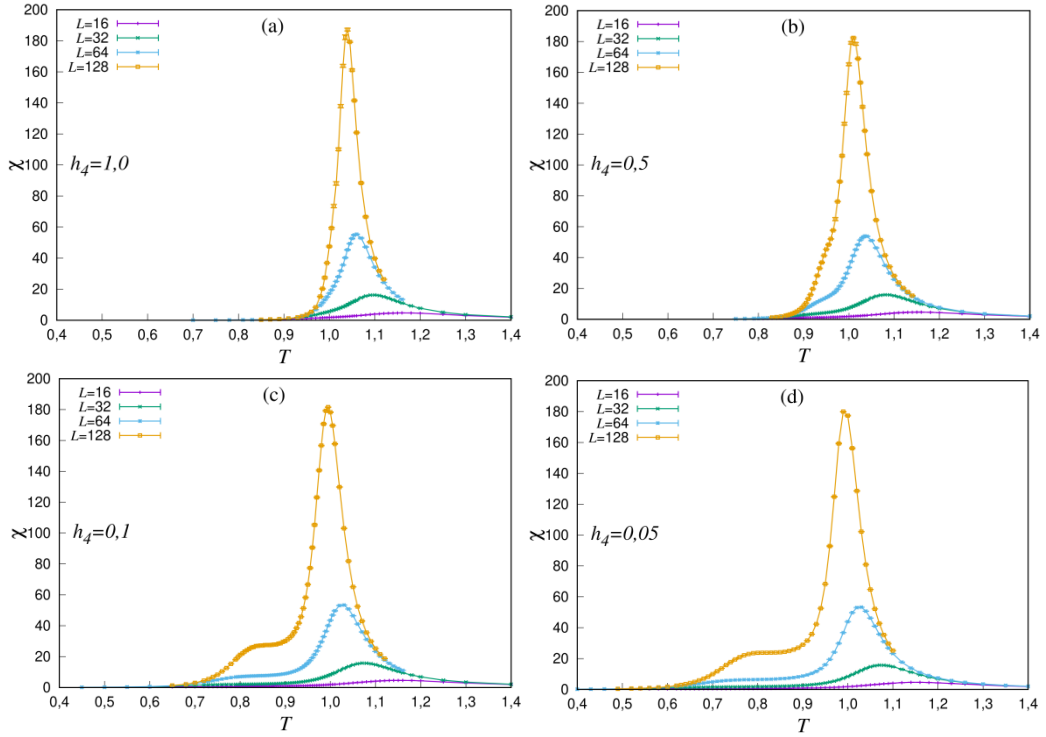 (a)
L=16
L=32
L=64
L=128
200
180
160
140
120
100
80
60
40
20
0
χ
h4=1,0
0,4 0,5 0,6 0,7 0,8 0,9 1,0 1,1 1,2 1,3 1,4
T
(b)
L=16
L=32
L=64
L=128
200
180
160
140
120
100
80
60
40
20
0
χ
h4=0,5
0,4 0,5 0,6 0,7 0,8 0,9 1,0 1,1 1,2 1,3 1,4
T
(c)
L=16
L=32
L=64
L=128
200
180
160
140
120
100
80
60
40
20
0
χ
h4=0,1
0,4 0,5 0,6 0,7 0,8 0,9 1,0 1,1 1,2 1,3 1,4
T
(d)
L=16
L=32
L=64
L=128
200
180
160
140
120
100
80
60
40
20
0
χ
h4=0,05
0,4 0,5 0,6 0,7 0,8 0,9 1,0 1,1 1,2 1,3 1,4
T